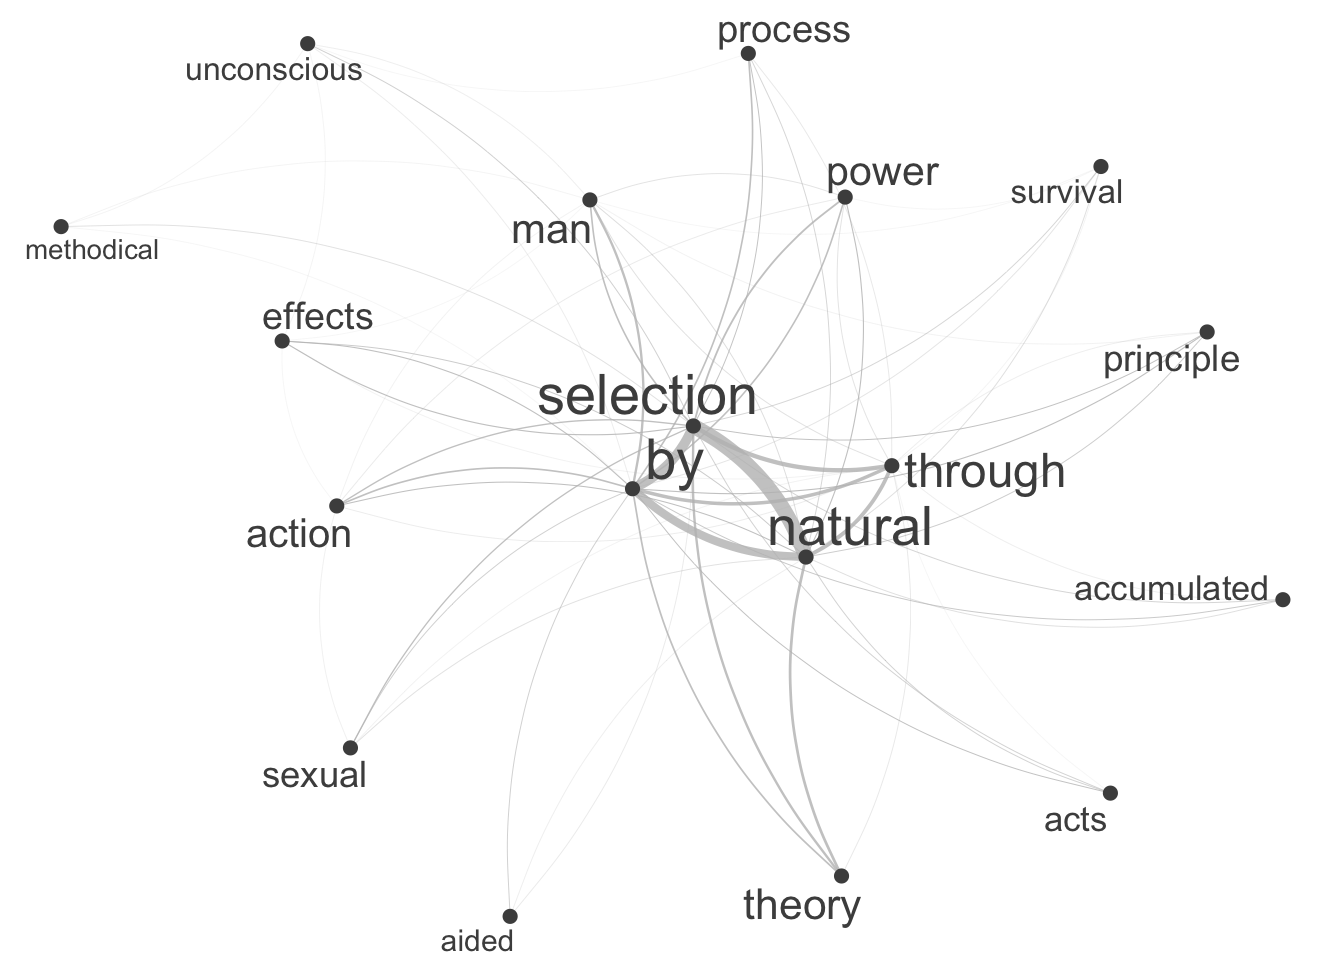 process
unconscious
power
survival
man
methodical
effects
principle
selection
by
through
natural
action
accumulated
sexual
acts
theory
aided